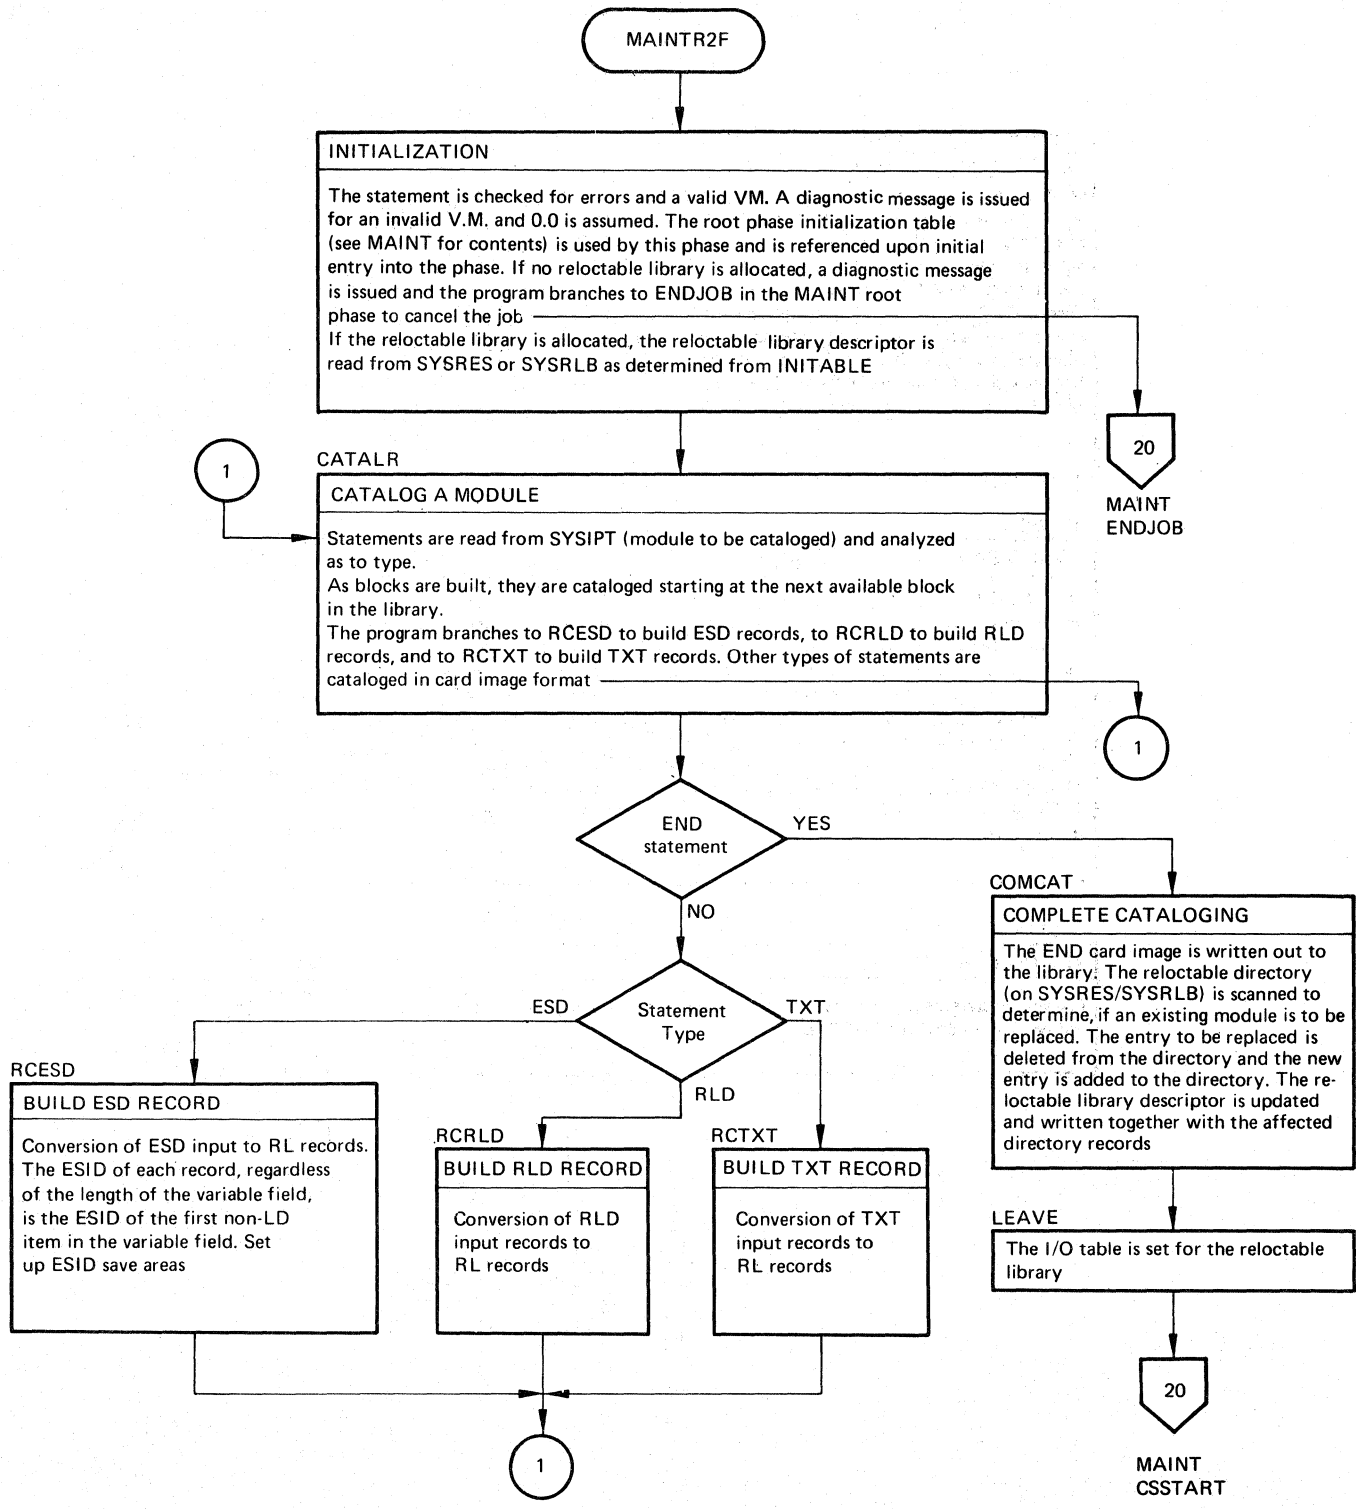 MAINTR2F
INITIALIZATION
The statement is checked for errors and a valid VM. A diagnostic message is issued
for an invalid V.M. and 0.0 is assumed. The root phase initialization table
(see MAINT for contents) is used by this phase and is referenced upon initial
entry into the phase. If no reloctable library is allocated, a diagnostic message
is issued and the program branches to ENDJOB in the MAINT root
phase to cancel the job
If the reloctable library is allocated, the reloctable library descriptor is
read from SYSRES or SYSRLB as determined from INITABLE
20
MAINT
ENDJOB
1
CATALR
CATALOG A MODULE
Statements are read from SYSIPT (module to be cataloged) and analyzed
as to type.
As blocks are built, they are cataloged starting at the next available block
in the library.
The program branches to RCESD to build ESD records, to RCRLD to build RLD
records, and to RCTXT to build TXT records. Other types of statements are
cataloged in card image format
1
END
statement
YES
NO
COMCAT
COMPLETE CATALOGING
The END card image is written out to
the library. The reloctable directory
(on SYSRES/SYSRLB) is scanned to
determine, if an existing module is to be
replaced. The entry to be replaced is
deleted from the directory and the new
entry is added to the directory. The re-
loctable library descriptor is updated
and written together with the affected
directory records
Statement
Type
ESD
TXT
RLD
RCESD
BUILD ESD RECORD
Conversion of ESD input to RL records.
The ESID of each record, regardless
of the length of the variable field,
is the ESID of the first non-LD
item in the variable field. Set
up ESID save areas
RCRLD
BUILD RLD RECORD
Conversion of RLD
input records to
RL records
RCTXT
BUILD TXT RECORD
Conversion of TXT
input records to
RL records
LEAVE
The I/O table is set for the reloctable
library
1
20
MAINT
CSSTART